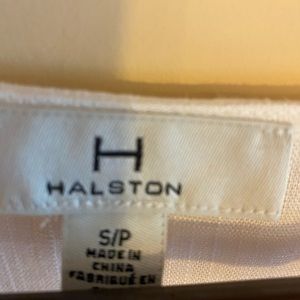 H
HALSTON
S/P
MADE IN
CHINA
FABRIQUÉ EN